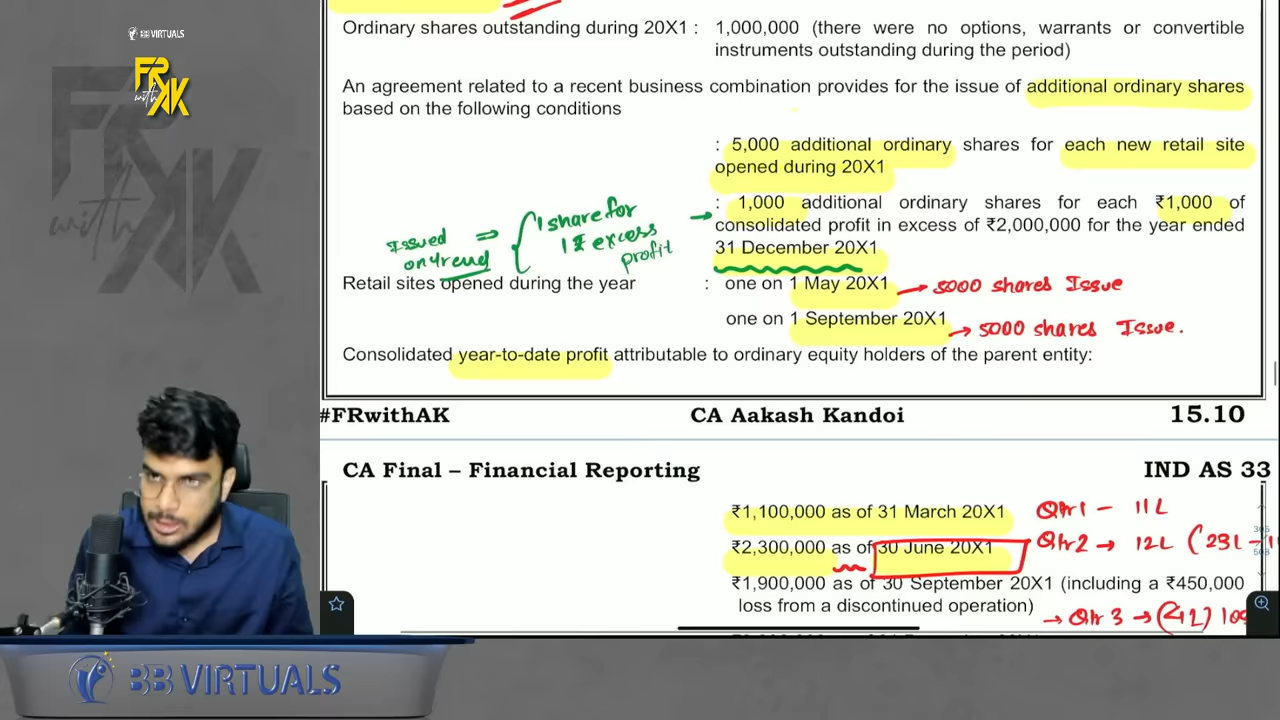 BB VIRTUALS
FR
with
AK
FR
with
AK
Ordinary shares outstanding during 20X1 : 1,000,000 (there were no options, warrants or convertible
instruments outstanding during the period)
An agreement related to a recent business combination provides for the issue of additional ordinary shares
based on the following conditions
: 5,000 additional ordinary shares for each new retail site
opened during 20X1
: 1,000 additional ordinary shares for each ₹1,000 of
consolidated profit in excess of ₹2,000,000 for the year ended
31 December 20X1
Issued
on yr end
⇒ { 1 share for
1 ₹ excess
profit
Retail sites opened during the year : one on 1 May 20X1 → 5000 shares Issue
one on 1 September 20X1 → 5000 shares Issue.
Consolidated year-to-date profit attributable to ordinary equity holders of the parent entity:
#FRwithAK CA Aakash Kandoi 15.10
CA Final – Financial Reporting IND AS 33
₹1,100,000 as of 31 March 20X1 Qtr1 – 11L
₹2,300,000 as of 30 June 20X1 Qtr2 → 12L (23L –
₹1,900,000 as of 30 September 20X1 (including a ₹450,000
loss from a discontinued operation)
→ Qtr 3 → (4L)
BB VIRTUALS